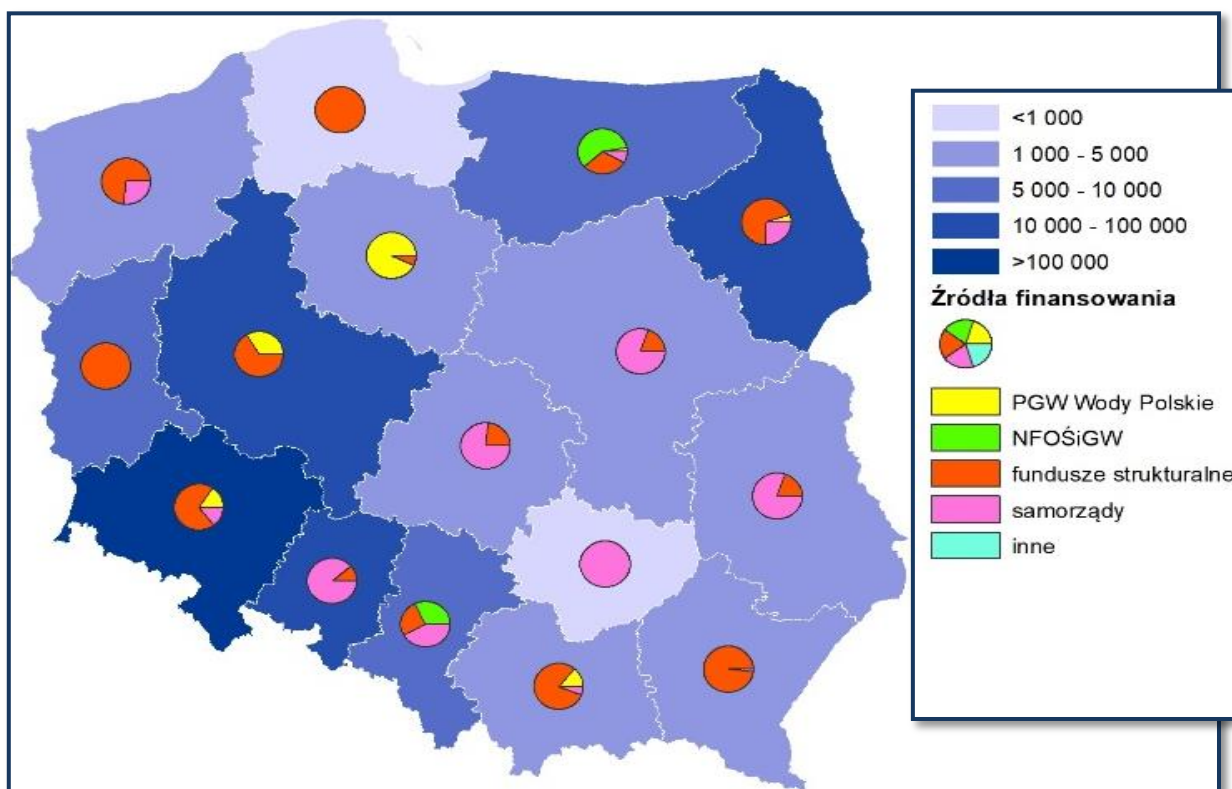 <1 000
1 000 - 5 000
5 000 - 10 000
10 000 - 100 000
>100 000
Źródła finansowania
PGW Wody Polskie
NFOŚiGW
fundusze strukturalne
samorządy
inne